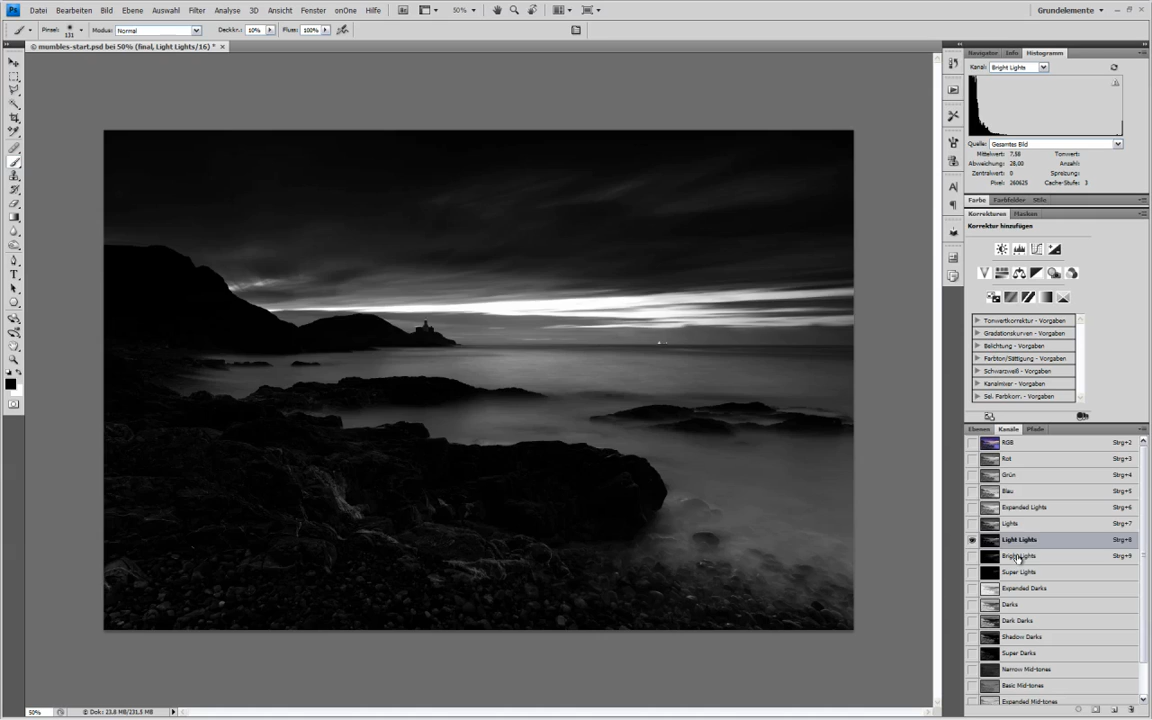 Ps Datei Bearbeiten Bild Ebene Auswahl Filter Analyse 3D Ansicht Fenster onOne Hilfe Br 50% Grundelemente
Pinsel: 131 Modus: Normal Deckkr.: 10% Fluss: 100%
© mumbles-start.psd bei 50% (final, Light Lights/16) *
Navigator Info Histogramm
Kanal: Bright Lights
Quelle: Gesamtes Bild
Mittelwert: 7,58 Tonwert:
Abweichung: 28,00 Anzahl:
Zentralwert: 0 Spreizung:
Pixel: 260625 Cache-Stufe: 3
Farbe Farbfelder Stile
Korrekturen Masken
Korrektur hinzufügen
Tonwertkorrektur - Vorgaben
Gradationskurven - Vorgaben
Belichtung - Vorgaben
Farbton/Sättigung - Vorgaben
Schwarzweiß - Vorgaben
Kanalmixer - Vorgaben
Sel. Farbkorr. - Vorgaben
Ebenen Kanäle Pfade
RGB Strg+2
Rot Strg+3
Grün Strg+4
Blau Strg+5
Expanded Lights Strg+6
Lights Strg+7
Light Lights Strg+8
Bright Lights Strg+9
Super Lights
Expanded Darks
Darks
Dark Darks
Shadow Darks
Super Darks
Narrow Mid-tones
Basic Mid-tones
Expanded Mid-tones
50% Dok: 23,8 MB/231,5 MB